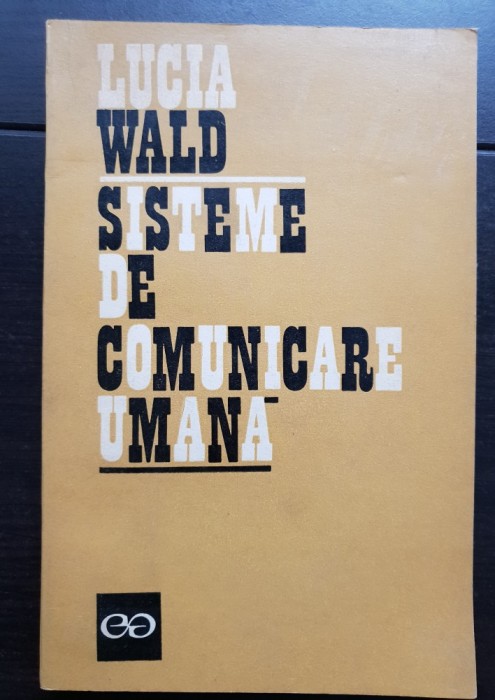 LUCIA
WALD
SISTEME
DE
COMUNICARE
UMANĂ